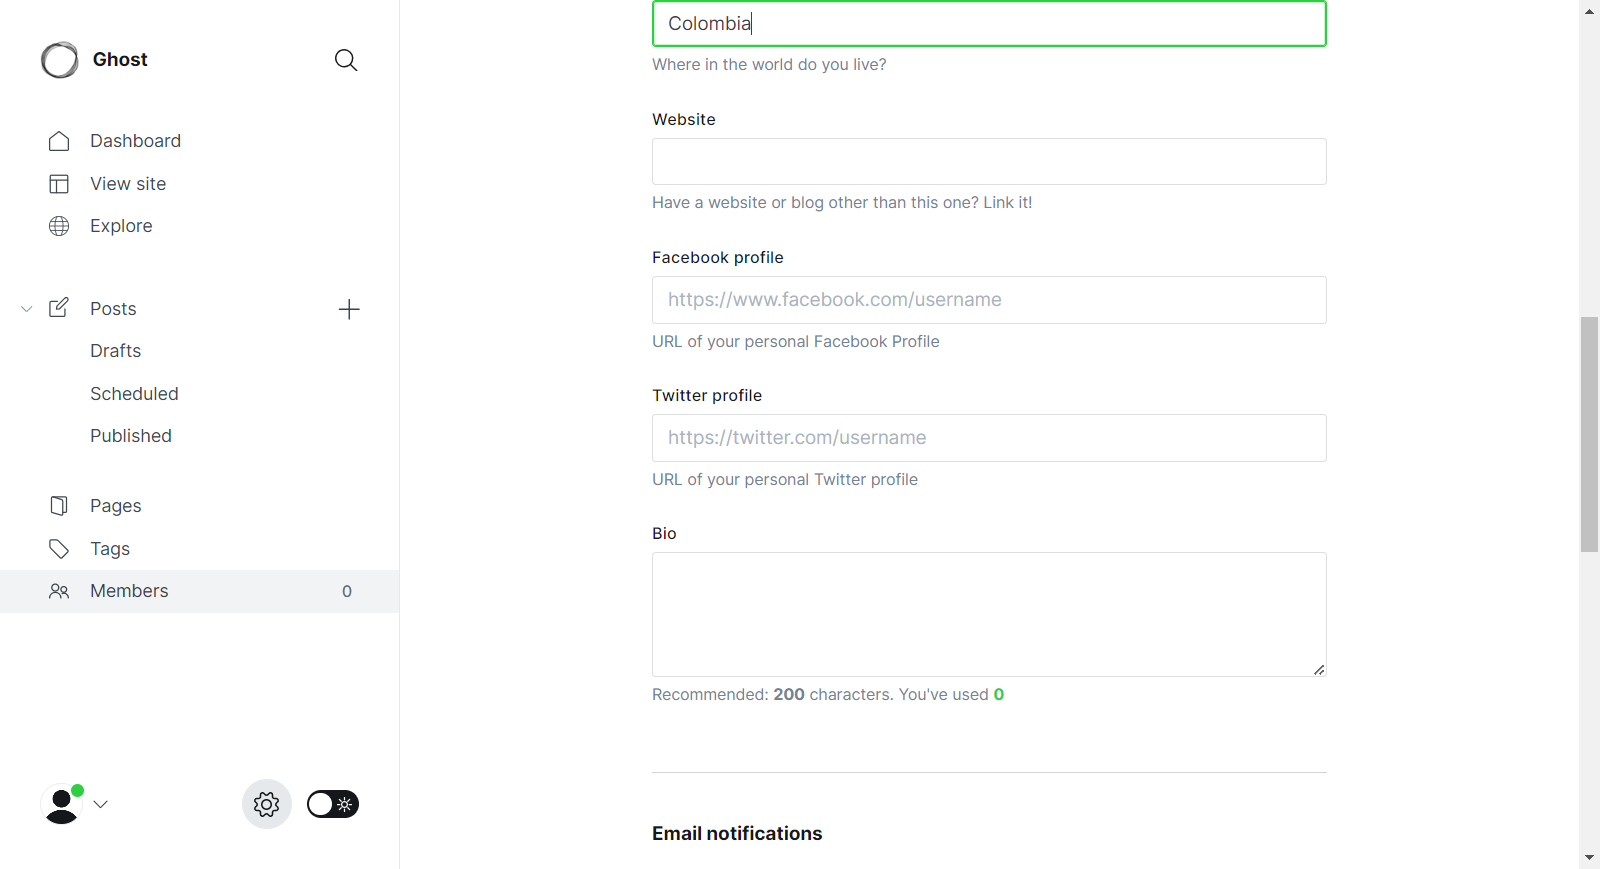 Ghost
Dashboard
View site
Explore
Posts
Drafts
Scheduled
Published
Pages
Tags
Members 0
Colombia
Where in the world do you live?
Website
Have a website or blog other than this one? Link it!
Facebook profile
https://www.facebook.com/username
URL of your personal Facebook Profile
Twitter profile
https://twitter.com/username
URL of your personal Twitter profile
Bio
Recommended: 200 characters. You've used 0
Email notifications